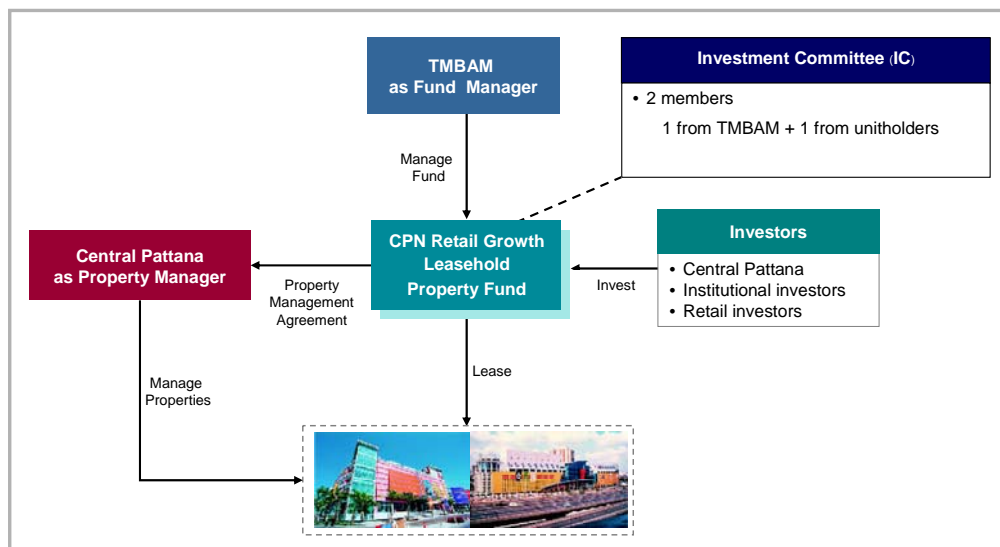 TMBAM
as Fund Manager
Investment Committee (IC)
• 2 members
1 from TMBAM + 1 from unitholders
Manage
Fund
Central Pattana
as Property Manager
CPN Retail Growth
Leasehold
Property Fund
Investors
• Central Pattana
• Institutional investors
• Retail investors
Property
Management
Agreement
Invest
Manage
Properties
Lease